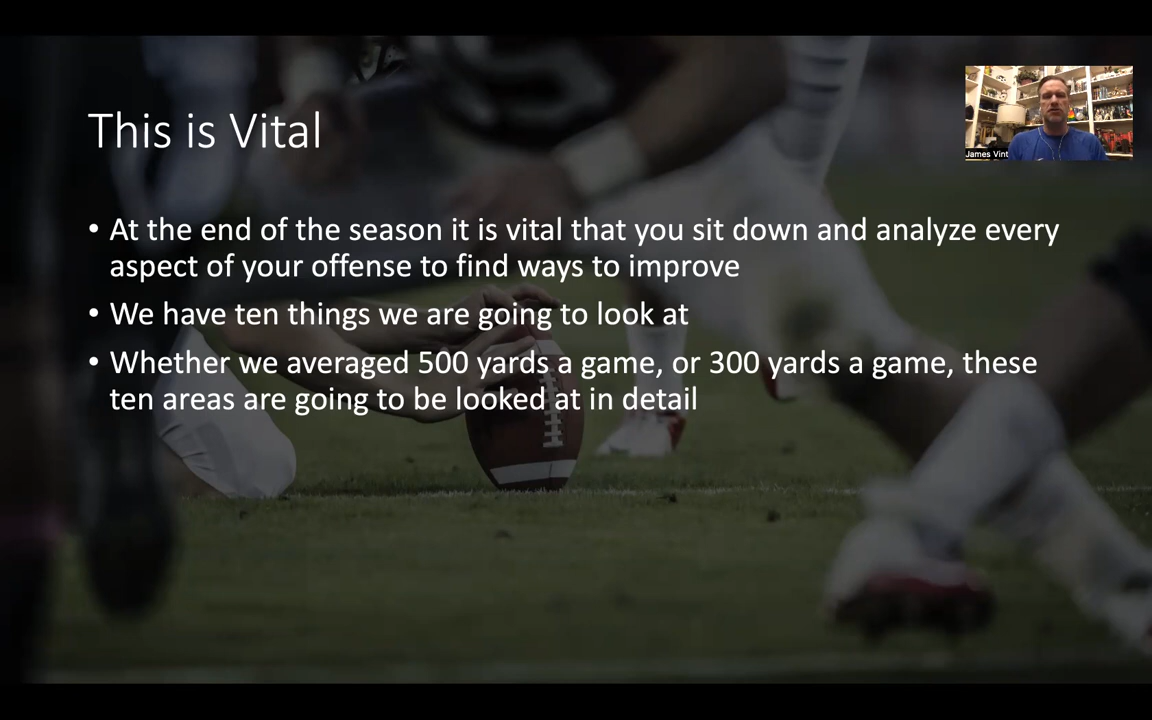 This is Vital
James Vint
• At the end of the season it is vital that you sit down and analyze every
aspect of your offense to find ways to improve
• We have ten things we are going to look at
• Whether we averaged 500 yards a game, or 300 yards a game, these
ten areas are going to be looked at in detail